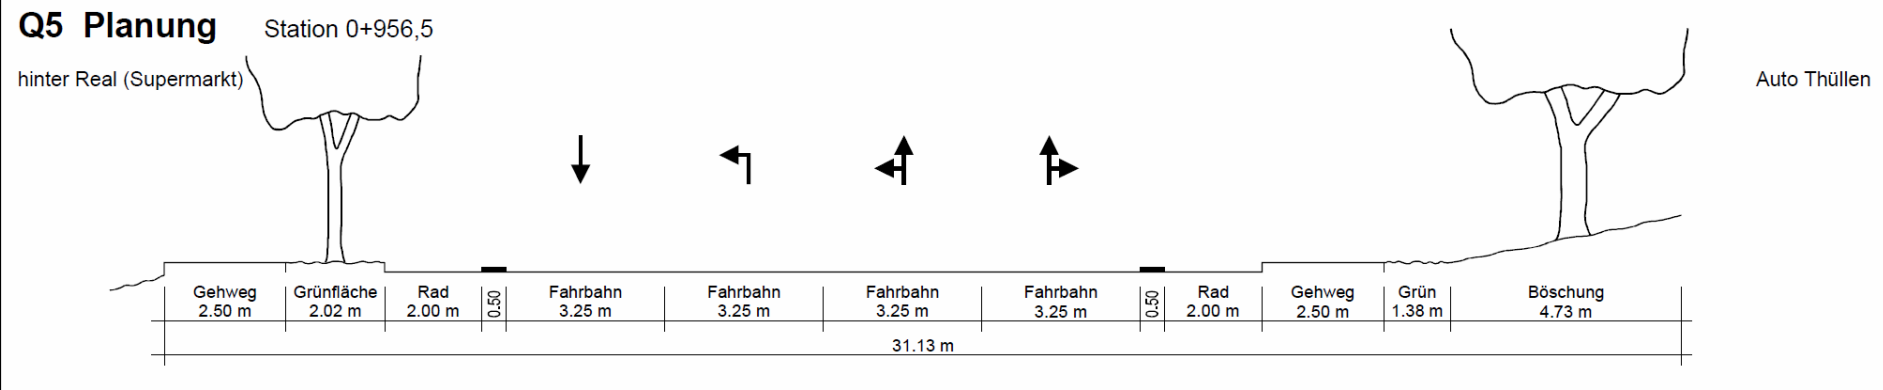 Q5 Planung Station 0+956,5
hinter Real (Supermarkt) Auto Thüllen
Gehweg Grünfläche Rad 0.50 Fahrbahn Fahrbahn Fahrbahn Fahrbahn 0.50 Rad Gehweg Grün Böschung
2.50 m 2.02 m 2.00 m 3.25 m 3.25 m 3.25 m 3.25 m 2.00 m 2.50 m 1.38 m 4.73 m
31.13 m